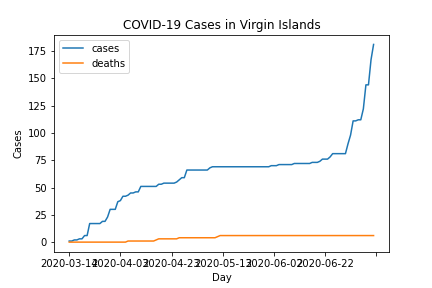 COVID-19 Cases in Virgin Islands
cases
deaths
175
150
125
100
75
50
25
0
Cases
2020-03-14 2020-04-03 2020-04-23 2020-05-13 2020-06-02 2020-06-22
Day